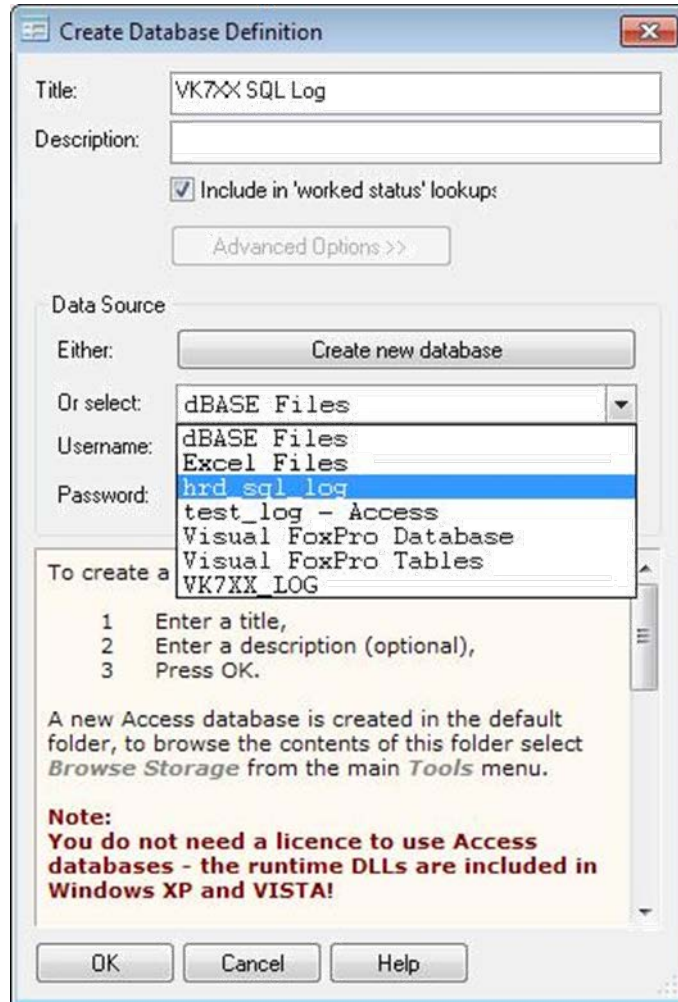 Create Database Definition
Title: VK7XX SQL Log
Description:
Include in 'worked status' lookups
Advanced Options >>
Data Source
Either: Create new database
Or select: dBASE Files
Username: dBASE Files
Excel Files
hrd_sql_log
Password: test_log - Access
Visual FoxPro Database
Visual FoxPro Tables
VK7XX_LOG
To create a
1 Enter a title,
2 Enter a description (optional),
3 Press OK.
A new Access database is created in the default
folder, to browse the contents of this folder select
Browse Storage from the main Tools menu.
Note:
You do not need a licence to use Access
databases - the runtime DLLs are included in
Windows XP and VISTA!
OK Cancel Help